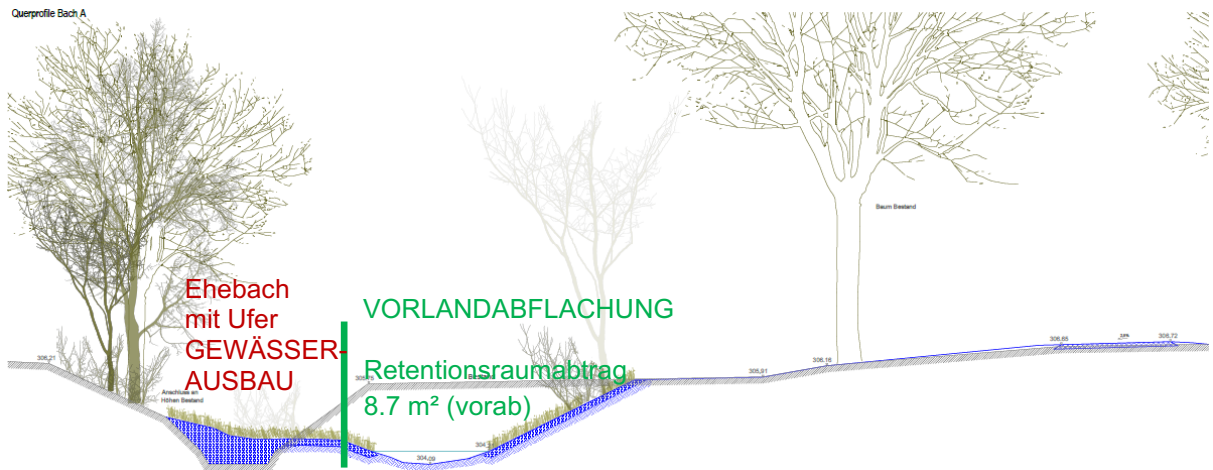 Querprofile Bach A
Baum Bestand
Ehebach
mit Ufer
GEWÄSSER-
AUSBAU
VORLANDABFLACHUNG
Retentionsraumabtrag
8.7 m² (vorab)
306,21
306,16
305,91
306,65
306,72
Anschluss an
Höhen Bestand
304,09